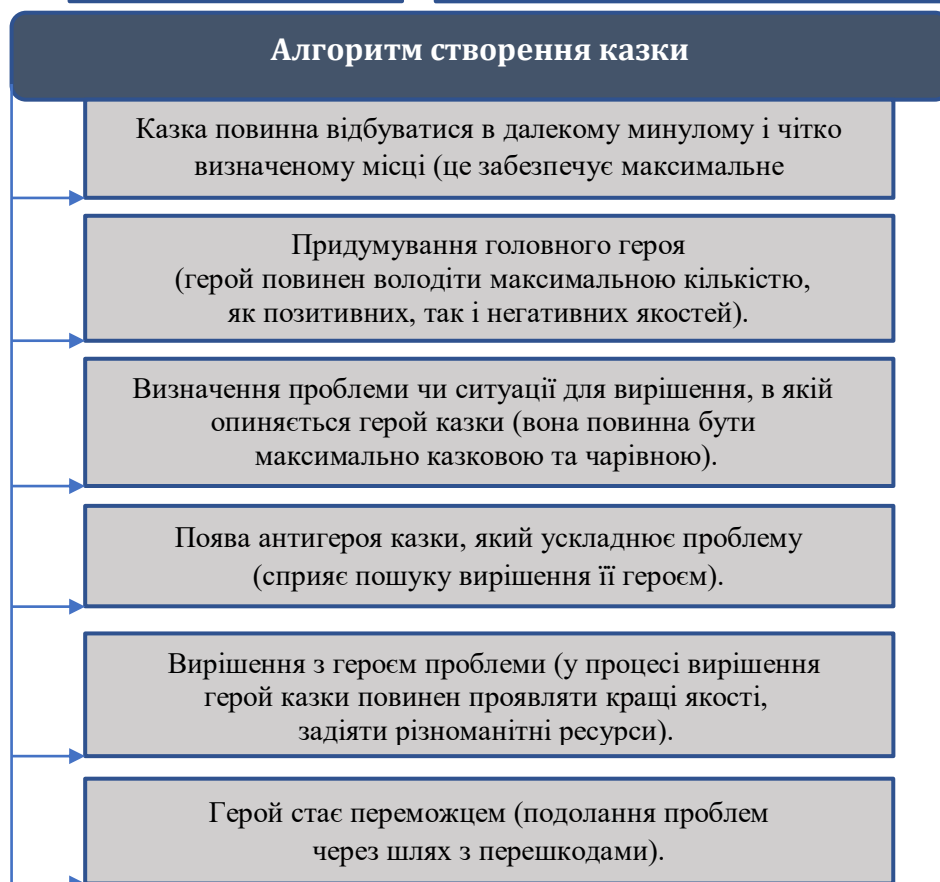 Алгоритм створення казки
Казка повинна відбуватися в далекому минулому і чітко
визначеному місці (це забезпечує максимальне
Придумування головного героя
(герой повинен володіти максимальною кількістю,
як позитивних, так і негативних якостей).
Визначення проблеми чи ситуації для вирішення, в якій
опиняється герой казки (вона повинна бути
максимально казковою та чарівною).
Поява антигероя казки, який ускладнює проблему
(сприяє пошуку вирішення її героєм).
Вирішення з героєм проблеми (у процесі вирішення
герой казки повинен проявляти кращі якості,
задіяти різноманітні ресурси).
Герой стає переможцем (подолання проблем
через шлях з перешкодами).